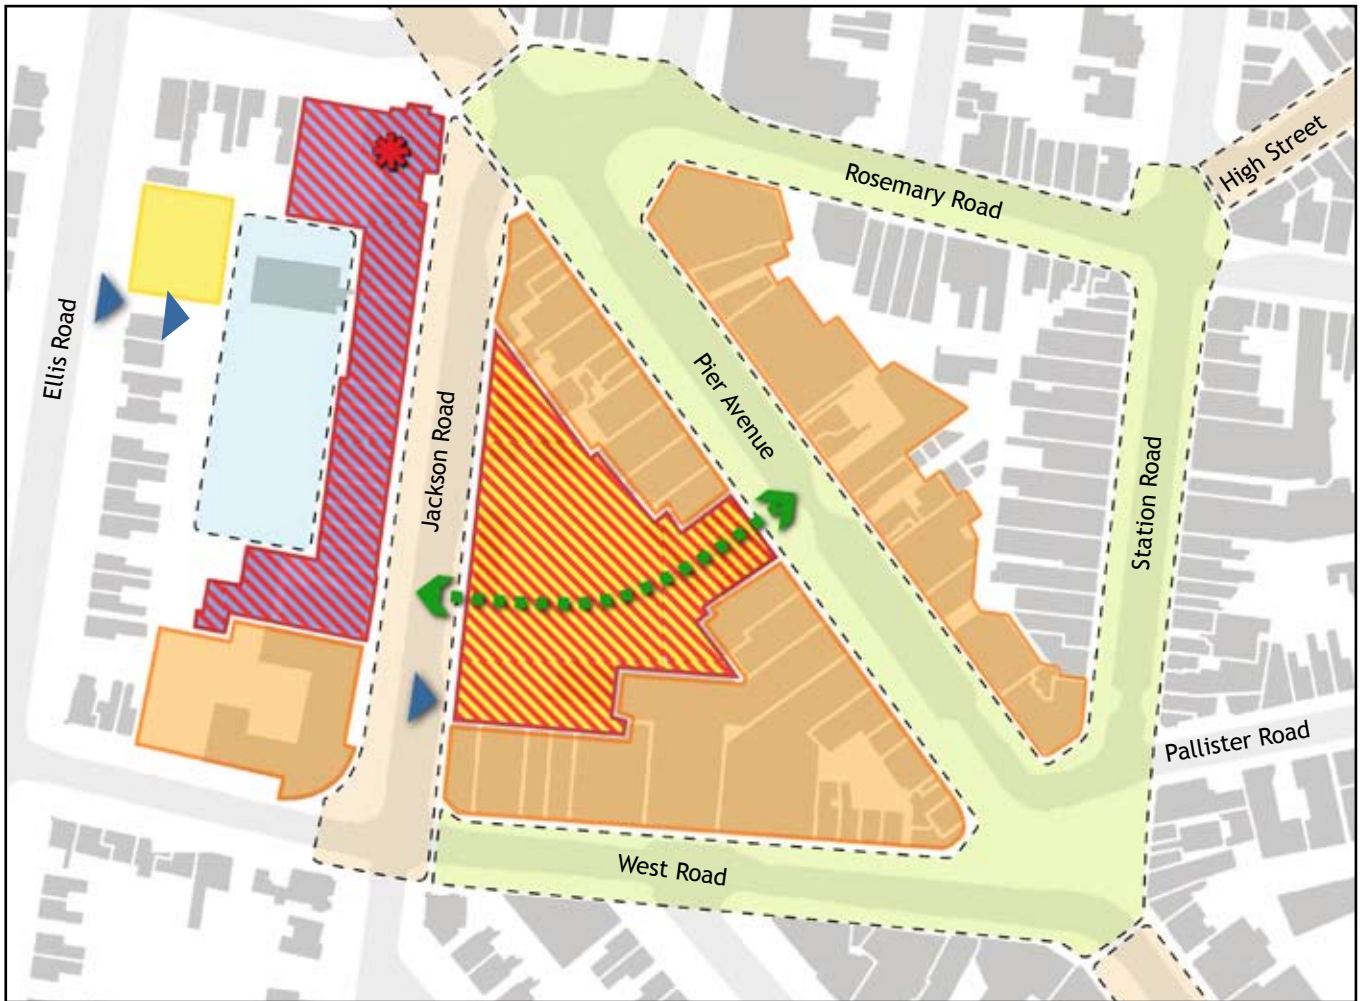 High Street
Rosemary Road
Ellis Road
Pier Avenue
Jackson Road
Station Road
Pallister Road
West Road